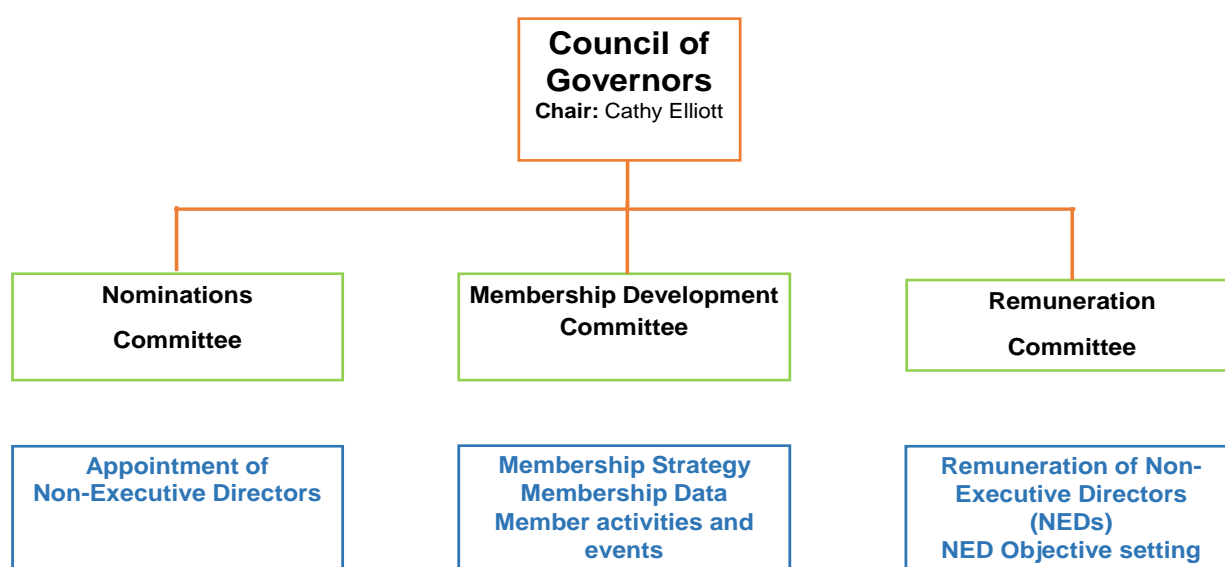 Council of
Governors
Chair: Cathy Elliott
Nominations
Committee
Membership Development
Committee
Remuneration
Committee
Appointment of
Non-Executive Directors
Membership Strategy
Membership Data
Member activities and
events
Remuneration of Non-
Executive Directors
(NEDs)
NED Objective setting